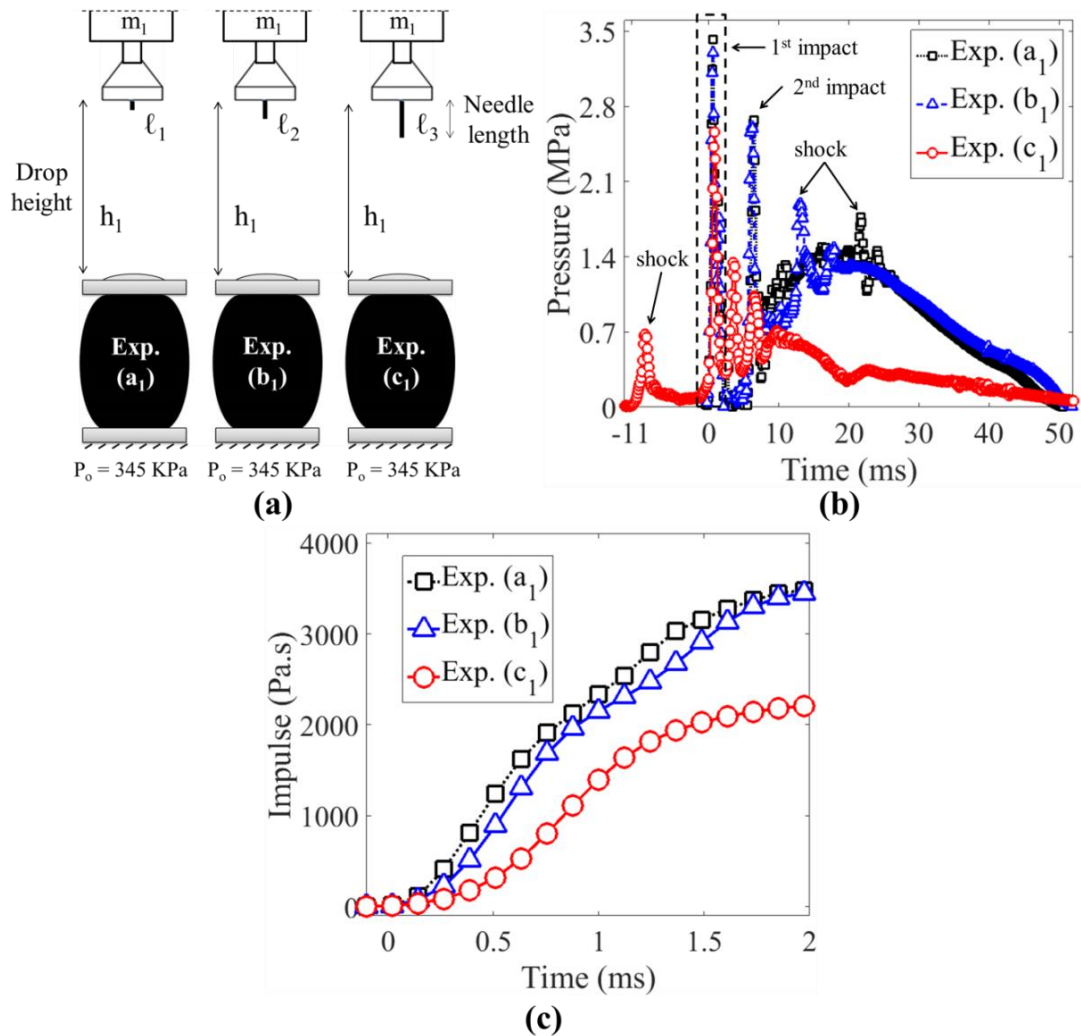 m₁ m₁ m₁
ℓ₁ ℓ₂ ℓ₃ Needle length
Drop height
h₁ h₁ h₁
Exp. (a₁) Exp. (b₁) Exp. (c₁)
Pₒ = 345 KPa Pₒ = 345 KPa Pₒ = 345 KPa
(a)
3.5
2.8
2.1
1.4
0.7
0
Pressure (MPa)
1st impact
2nd impact
shock
shock
Exp. (a₁)
Exp. (b₁)
Exp. (c₁)
-11 0 10 20 30 40 50
Time (ms)
(b)
4000
3000
2000
1000
0
Impulse (Pa.s)
Exp. (a₁)
Exp. (b₁)
Exp. (c₁)
0 0.5 1 1.5 2
Time (ms)
(c)